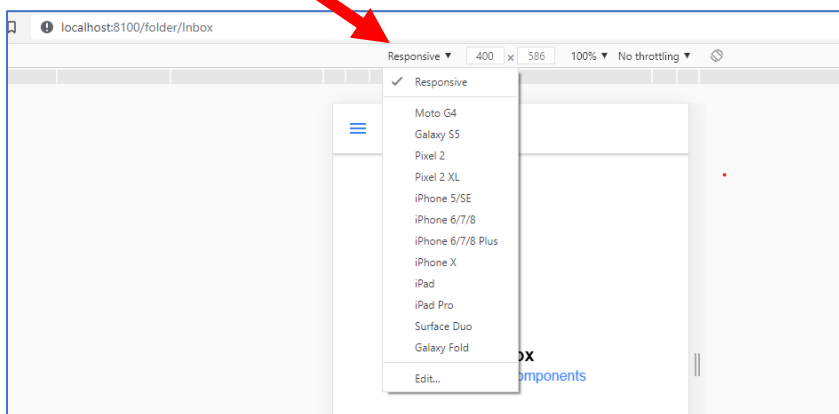 localhost:8100/folder/Inbox
Responsive ▼ 400 x 586 100% ▼ No throttling ▼
✓ Responsive
Moto G4
Galaxy S5
Pixel 2
Pixel 2 XL
iPhone 5/SE
iPhone 6/7/8
iPhone 6/7/8 Plus
iPhone X
iPad
iPad Pro
Surface Duo
Galaxy Fold
ox
Edit...
omponents